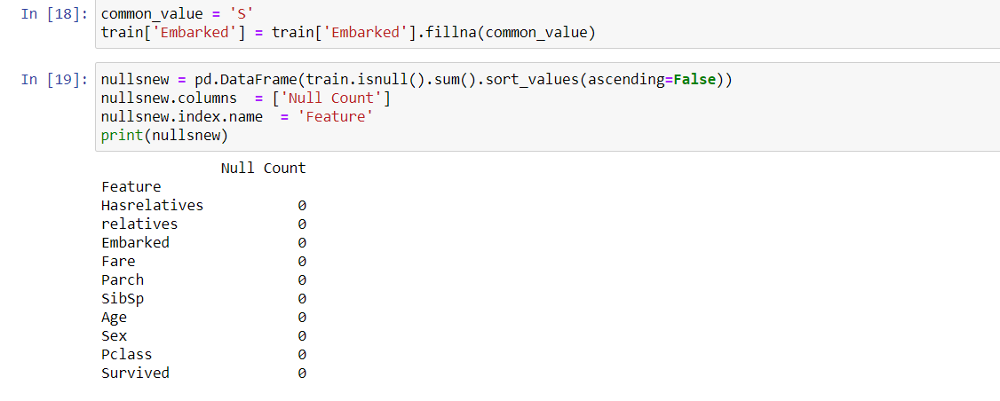 In [18]: common_value = 'S'
train['Embarked'] = train['Embarked'].fillna(common_value)
In [19]: nullsnew = pd.DataFrame(train.isnull().sum().sort_values(ascending=False))
nullsnew.columns  = ['Null Count']
nullsnew.index.name  = 'Feature'
print(nullsnew)
Null Count
Feature
Hasrelatives 0
relatives 0
Embarked 0
Fare 0
Parch 0
SibSp 0
Age 0
Sex 0
Pclass 0
Survived 0